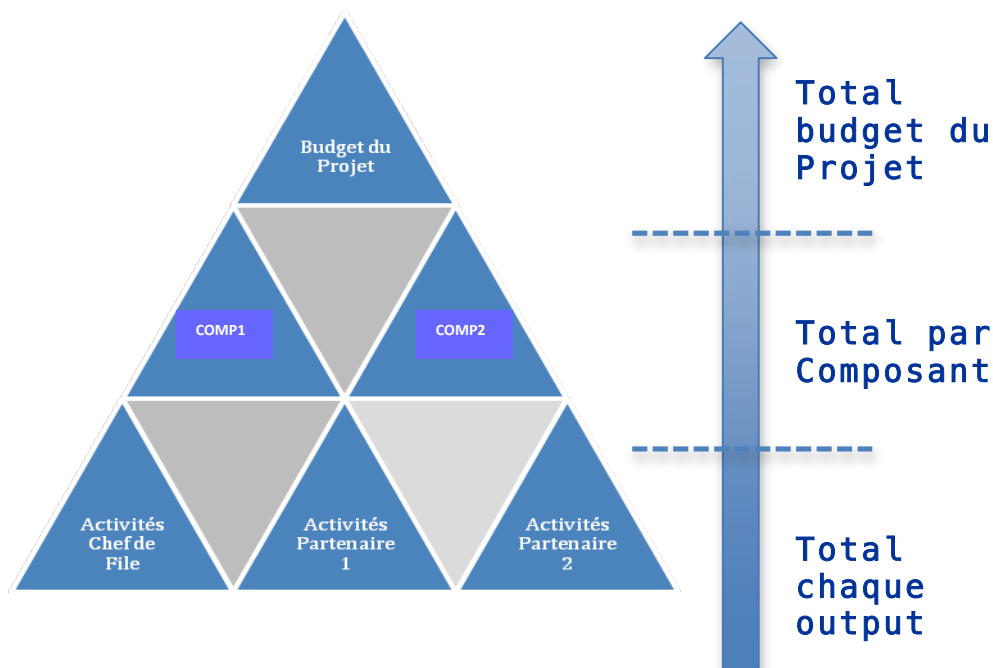 Budget du
Projet
COMP1
COMP2
Activités
Chef de
File
Activités
Partenaire
1
Activités
Partenaire
2
Total
budget du
Projet
Total par
Composant
Total
chaque
output